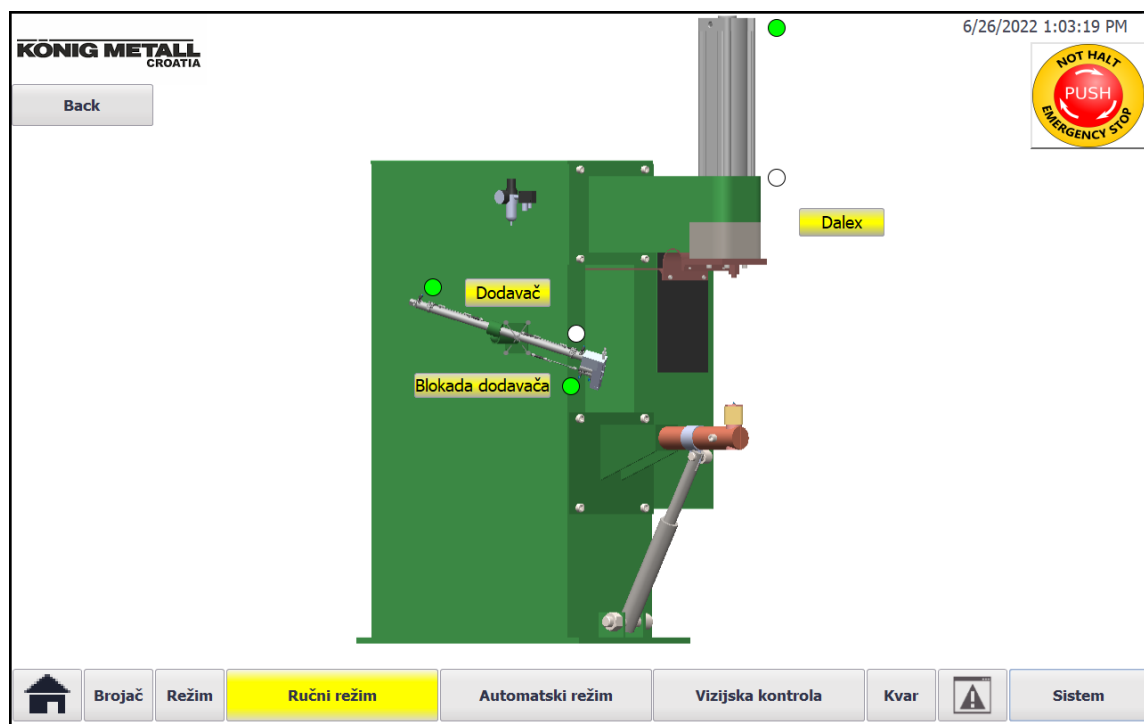 KÖNIG METALL
CROATIA
6/26/2022 1:03:19 PM
NOT HALT
PUSH
EMERGENCY STOP
Back
Dalex
Dodavač
Blokada dodavača
Brojač
Režim
Ručni režim
Automatski režim
Vizijska kontrola
Kvar
Sistem